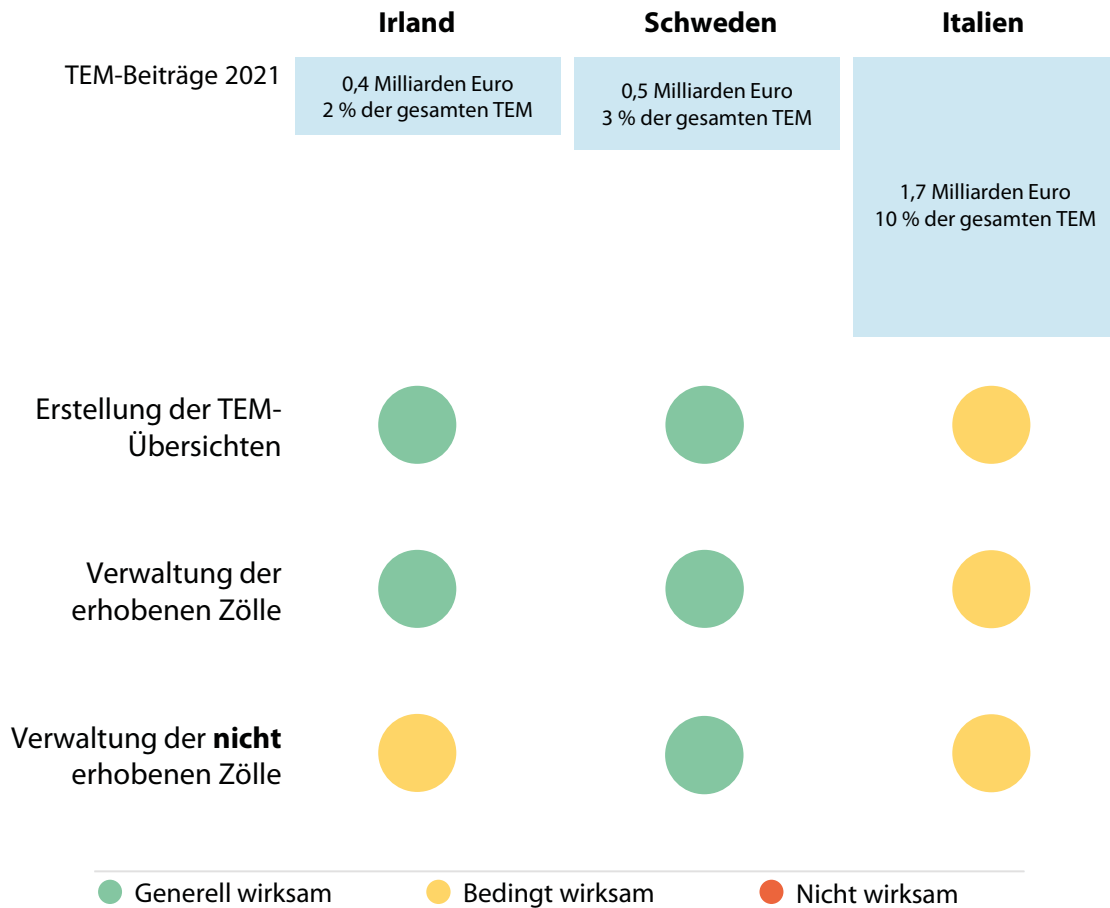 Irland
Schweden
Italien
TEM-Beiträge 2021
0,4 Milliarden Euro
2 % der gesamten TEM
0,5 Milliarden Euro
3 % der gesamten TEM
1,7 Milliarden Euro
10 % der gesamten TEM
Erstellung der TEM-
Übersichten
Verwaltung der
erhobenen Zölle
Verwaltung der nicht
erhobenen Zölle
Generell wirksam
Bedingt wirksam
Nicht wirksam